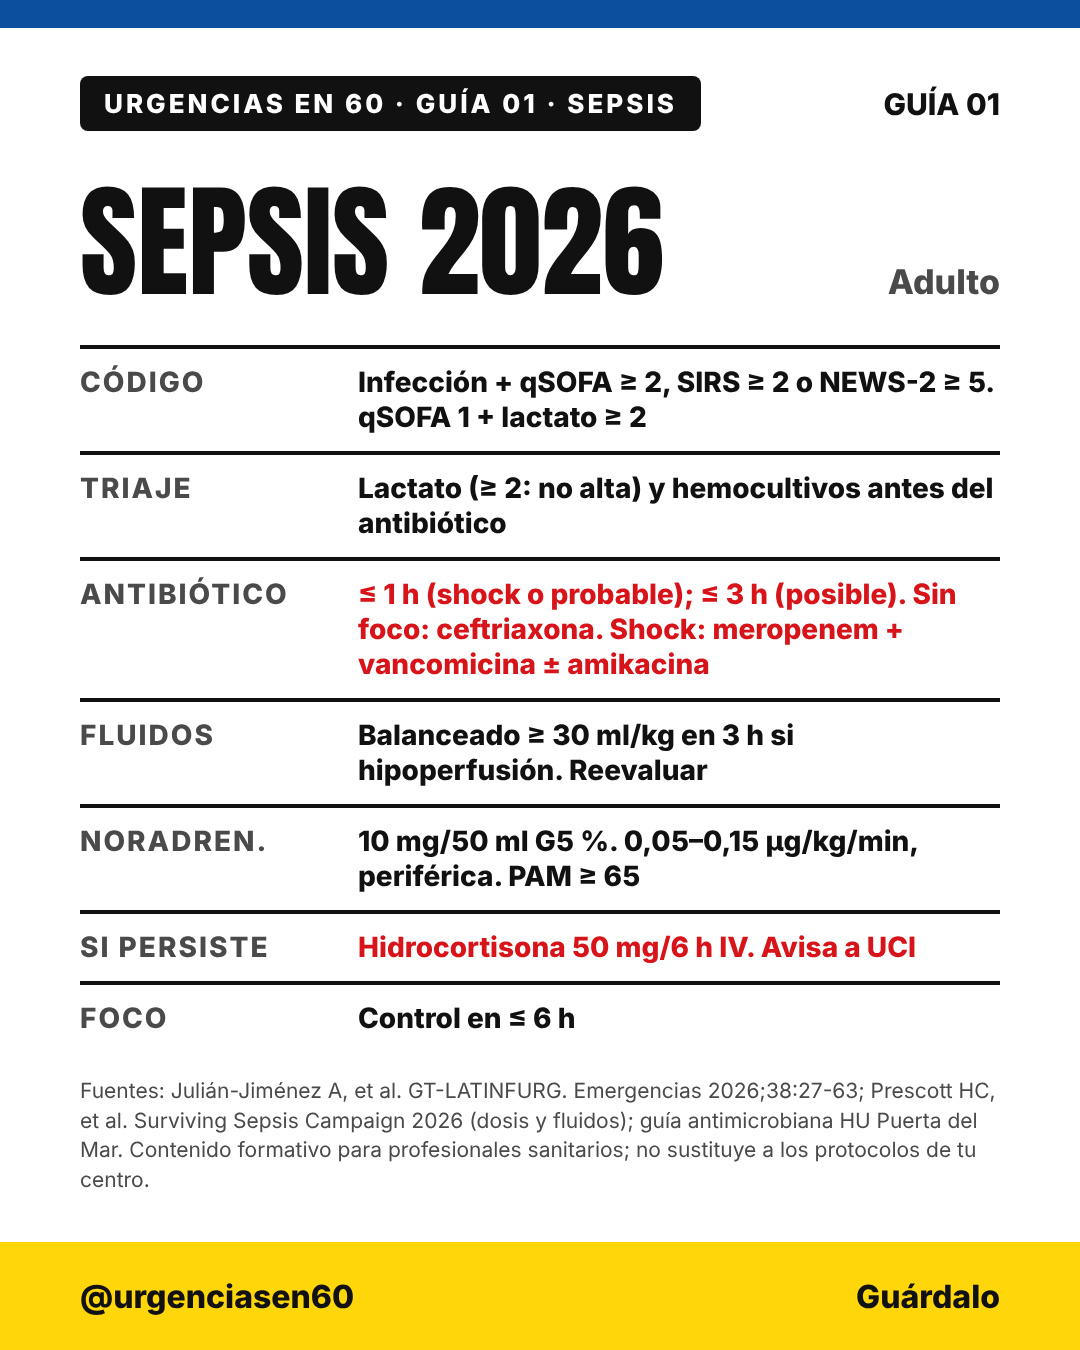 URGENCIAS EN 60 · GUÍA 01 · SEPSIS
GUÍA 01
SEPSIS 2026
Adulto
CÓDIGO
Infección + qSOFA ≥ 2, SIRS ≥ 2 o NEWS-2 ≥ 5.
qSOFA 1 + lactato ≥ 2
TRIAJE
Lactato (≥ 2: no alta) y hemocultivos antes del
antibiótico
ANTIBIÓTICO
≤ 1 h (shock o probable); ≤ 3 h (posible). Sin
foco: ceftriaxona. Shock: meropenem +
vancomicina ± amikacina
FLUIDOS
Balanceado ≥ 30 ml/kg en 3 h si
hipoperfusión. Reevaluar
NORADREN.
10 mg/50 ml G5 %. 0,05–0,15 µg/kg/min,
periférica. PAM ≥ 65
SI PERSISTE
Hidrocortisona 50 mg/6 h IV. Avisa a UCI
FOCO
Control en ≤ 6 h
Fuentes: Julián-Jiménez A, et al. GT-LATINFURG. Emergencias 2026;38:27-63; Prescott HC,
et al. Surviving Sepsis Campaign 2026 (dosis y fluidos); guía antimicrobiana HU Puerta del
Mar. Contenido formativo para profesionales sanitarios; no sustituye a los protocolos de tu
centro.
@urgenciasen60
Guárdalo